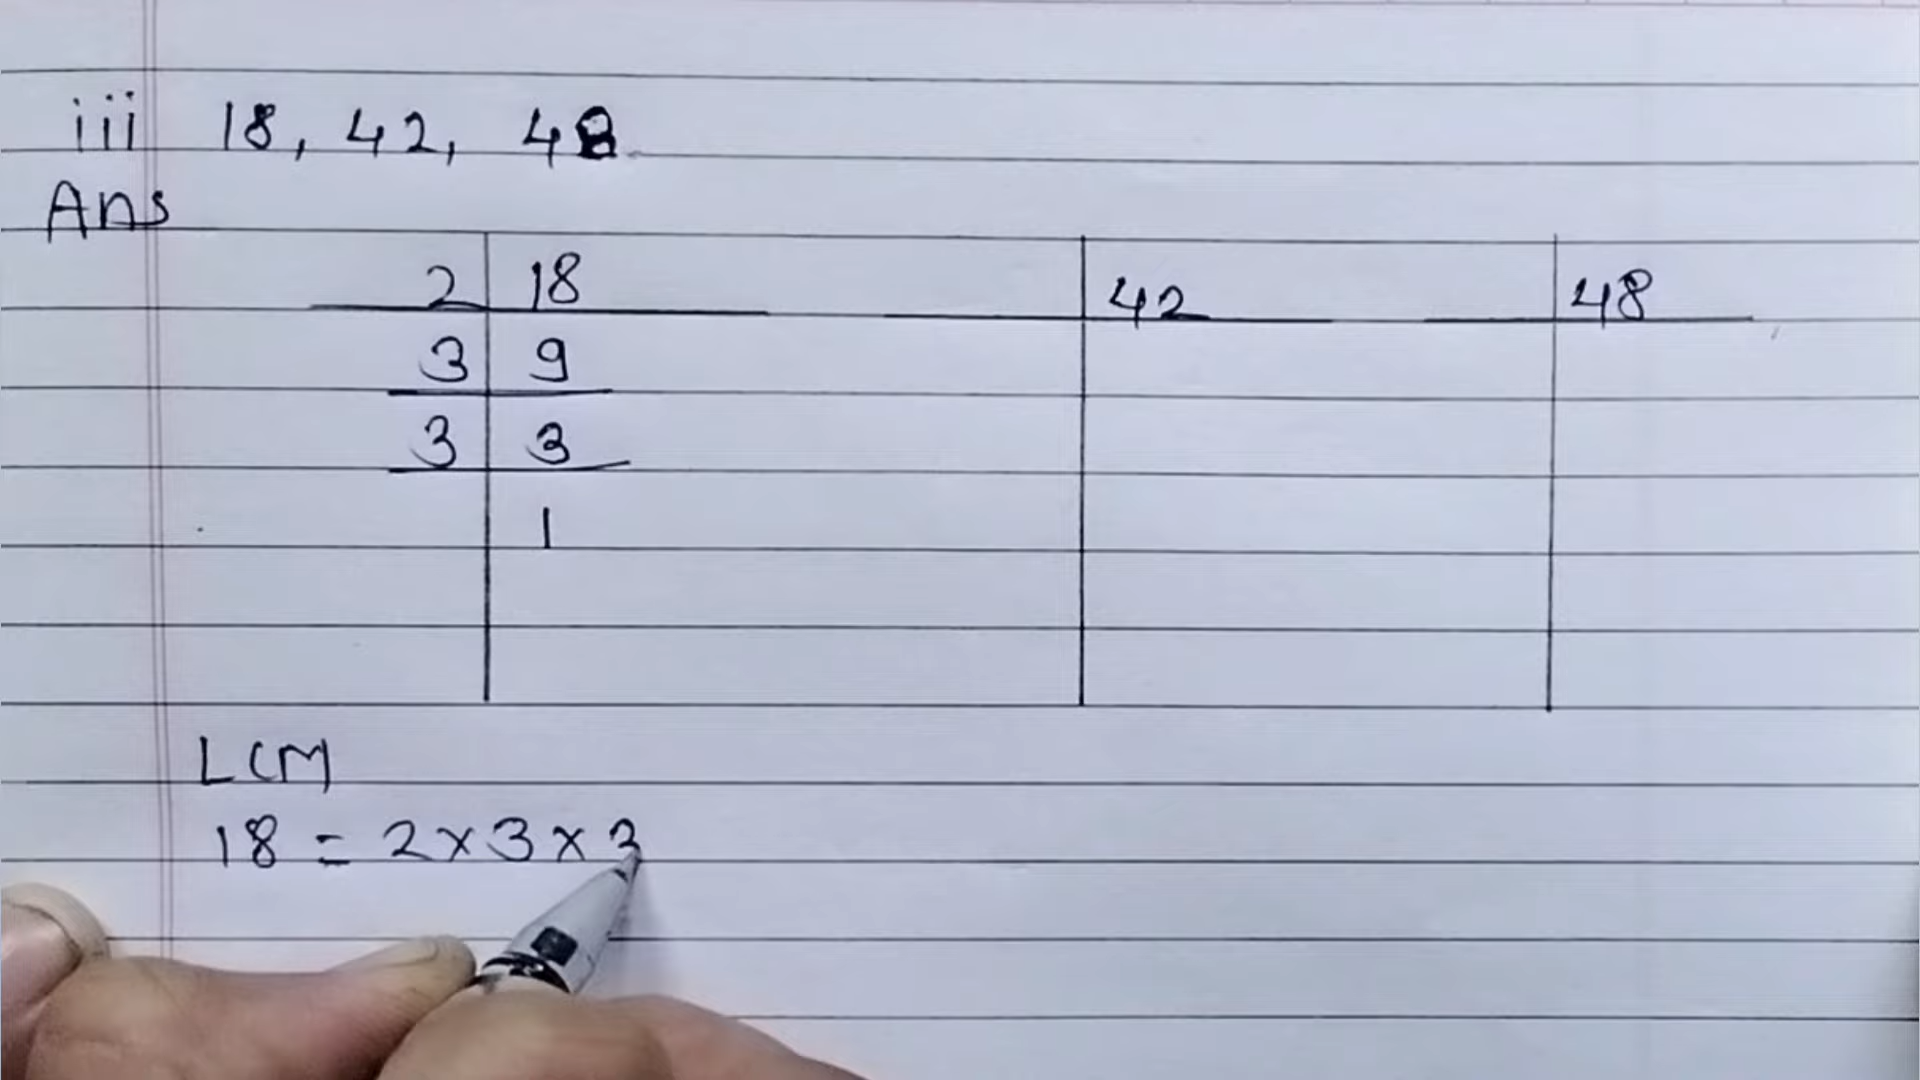 iii 18, 42, 48
Ans
2 18 42 48
3 9
3 3
1
LCM
18 = 2×3×3